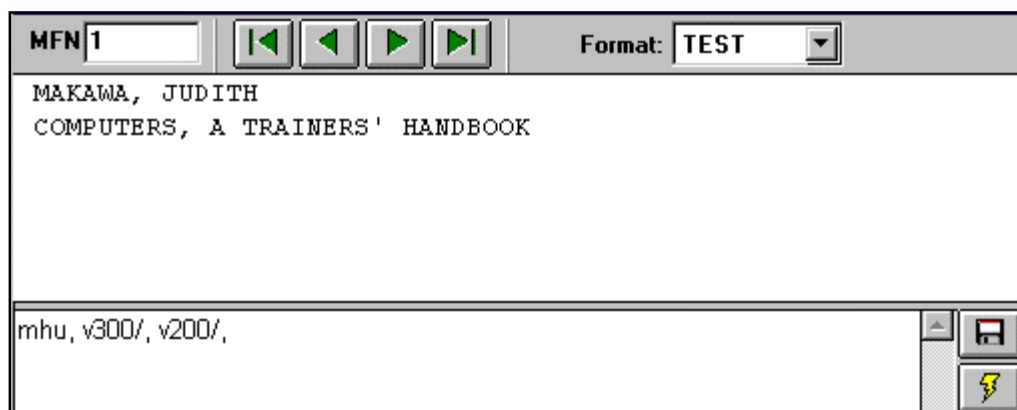 MFN 1 Format: TEST
MAKAWA, JUDITH
COMPUTERS, A TRAINERS' HANDBOOK
mhu, v300/, v200/,